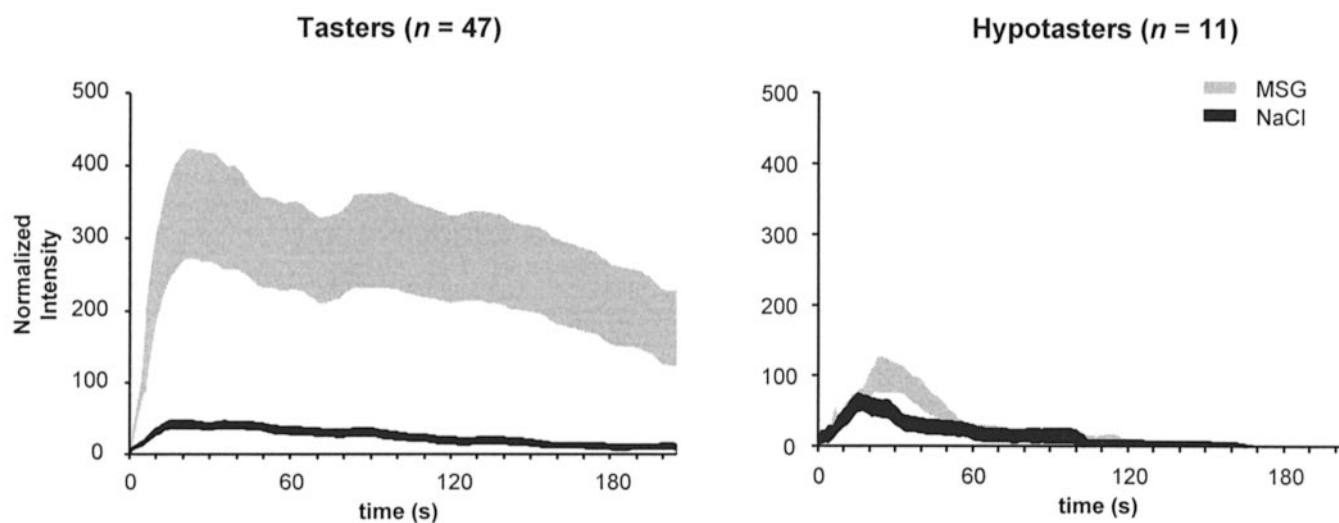 Tasters (n = 47)
500
400
300
200
100
0
Normalized
Intensity
0 60 120 180
time (s)
Hypotasters (n = 11)
MSG
NaCl
500
400
300
200
100
0
0 60 120 180
time (s)